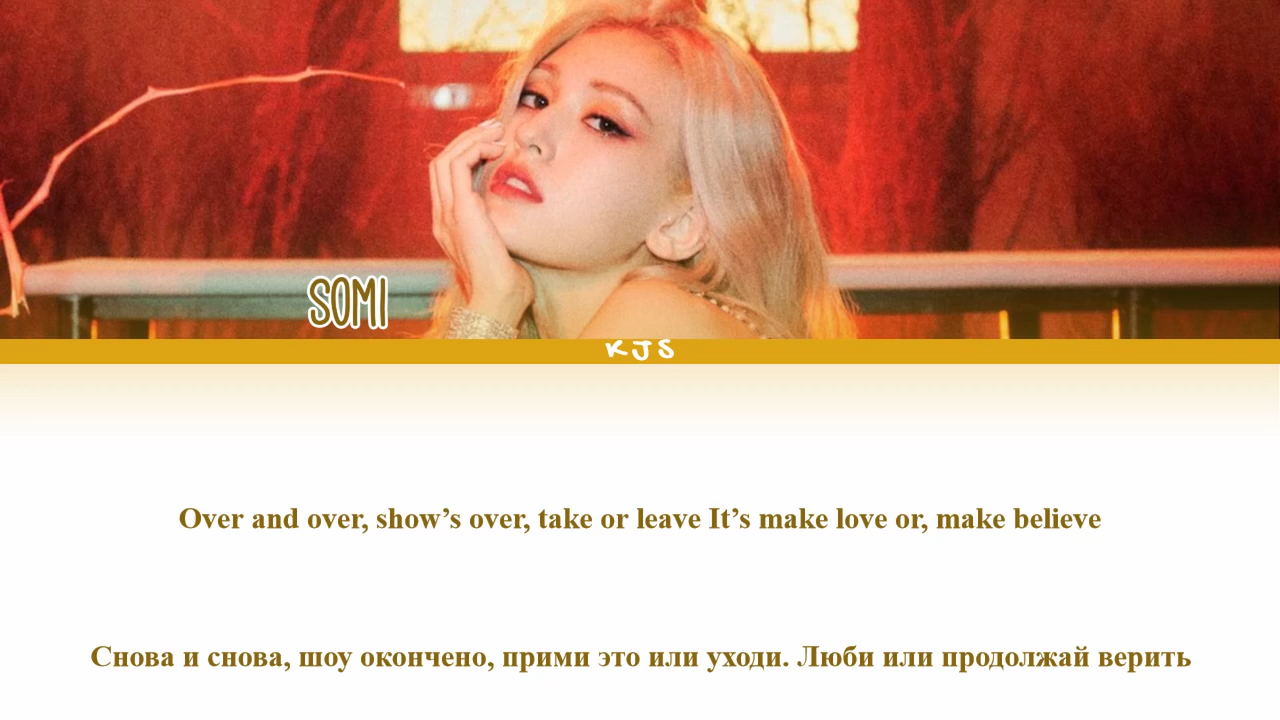 SOMI
KJS
Over and over, show’s over, take or leave It’s make love or, make believe
Снова и снова, шоу окончено, прими это или уходи. Люби или продолжай верить